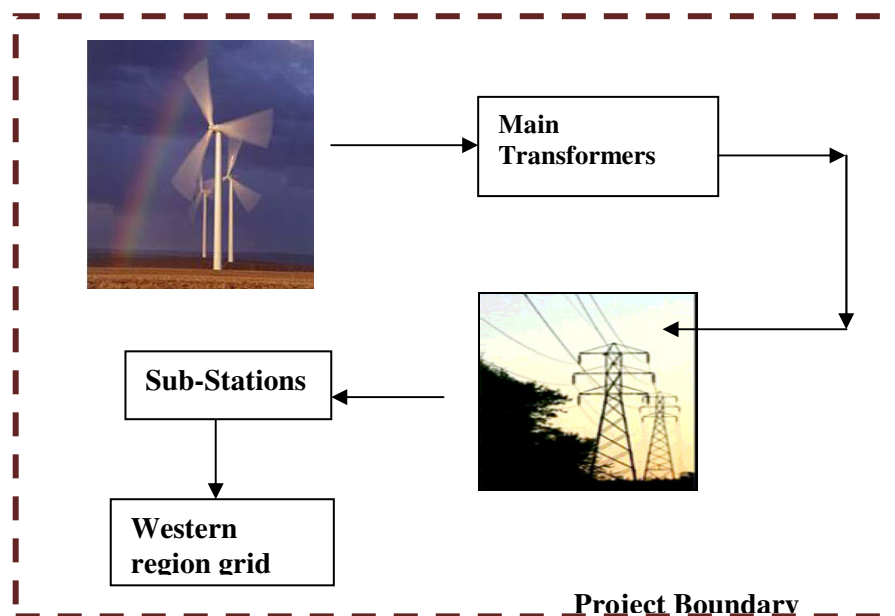 Main
Transformers
Sub-Stations
Western
region grid
Project Boundary